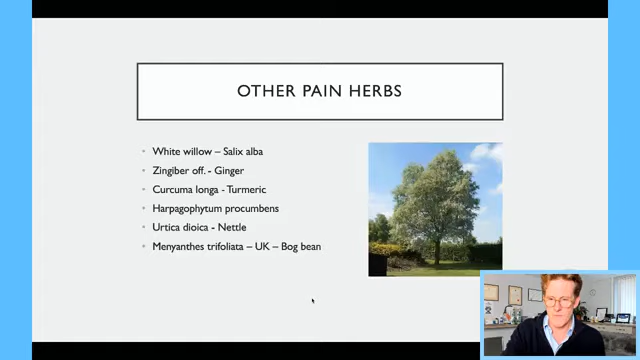 OTHER PAIN HERBS
• White willow – Salix alba
• Zingiber off. - Ginger
• Curcuma longa - Turmeric
• Harpagophytum procumbens
• Urtica dioica - Nettle
• Menyanthes trifoliata – UK – Bog bean